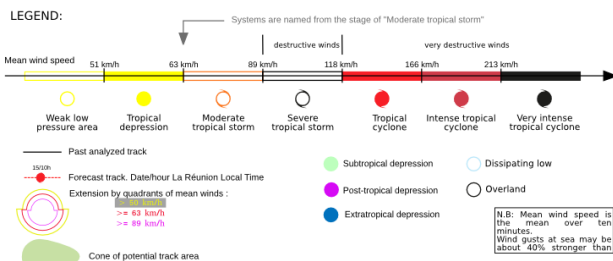 LEGEND:
Systems are named from the stage of "Moderate tropical storm"
destructive winds
very destructive winds
Mean wind speed
51 km/h
63 km/h
89 km/h
118 km/h
166 km/h
213 km/h
Weak low
pressure area
Tropical
depression
Moderate
tropical storm
Severe
tropical storm
Tropical
cyclone
Intense tropical
cyclone
Very intense
tropical cyclone
Past analyzed track
15/10h
Forecast track. Date/hour La Réunion Local Time
Extension by quadrants of mean winds :
> 50 km/h
>= 63 km/h
>= 89 km/h
Cone of potential track area
Subtropical depression
Post-tropical depression
Extratropical depression
Dissipating low
Overland
N.B: Mean wind speed is
the mean over ten
minutes.
Wind gusts at sea may be
about 40% stronger than